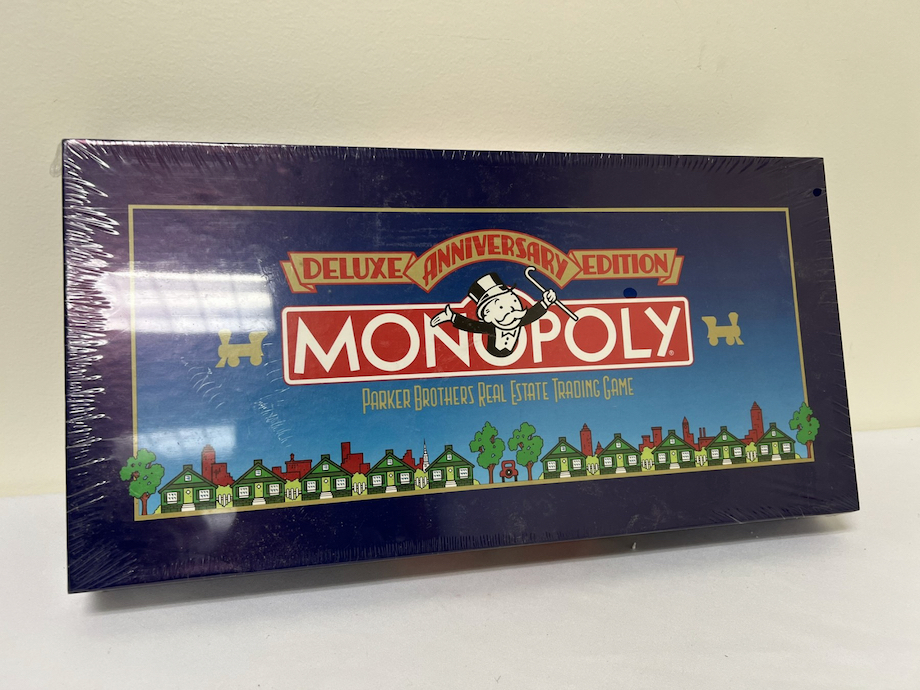 DELUXE ANNIVERSARY EDITION
MONOPOLY®
PARKER BROTHERS REAL ESTATE TRADING GAME